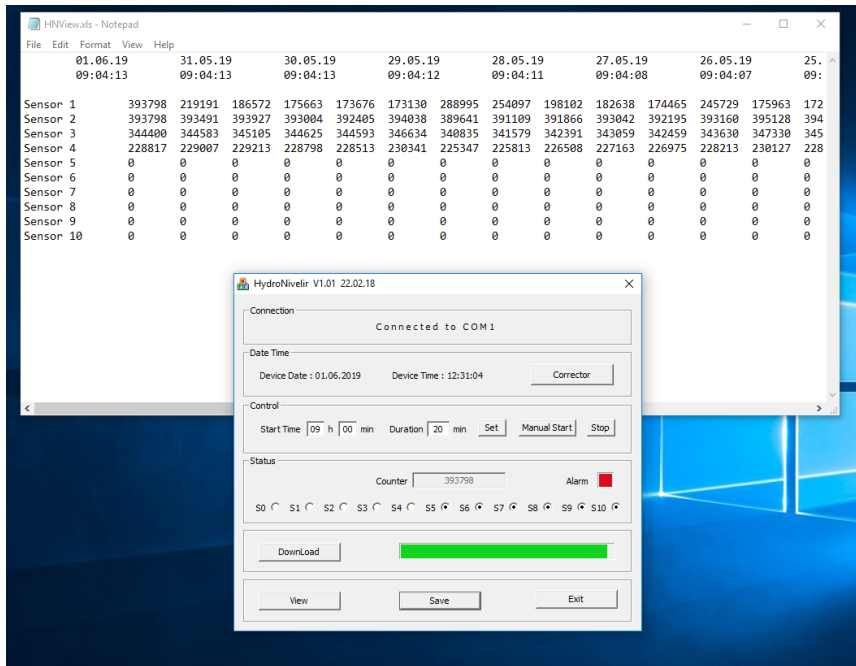 HNView.xls - Notepad
File Edit Format View Help
01.06.19 31.05.19 30.05.19 29.05.19 28.05.19 27.05.19 26.05.19 25.
09:04:13 09:04:13 09:04:13 09:04:12 09:04:11 09:04:08 09:04:07 09:
Sensor 1 393798 219191 186572 175663 173676 173130 288995 254097 198102 182638 174465 245729 175963 172
Sensor 2 393798 393491 393927 393004 392405 394038 389641 391109 391866 393042 392195 393160 395128 394
Sensor 3 344400 344583 345105 344625 344593 346634 340835 341579 342391 343059 342459 343630 347330 345
Sensor 4 228817 229007 229213 228798 228513 230341 225347 225813 226508 227163 226975 228213 230127 228
Sensor 5 0 0 0 0 0 0 0 0 0 0 0 0 0 0
Sensor 6 0 0 0 0 0 0 0 0 0 0 0 0 0 0
Sensor 7 0 0 0 0 0 0 0 0 0 0 0 0 0 0
Sensor 8 0 0 0 0 0 0 0 0 0 0 0 0 0 0
Sensor 9 0 0 0 0 0 0 0 0 0 0 0 0 0 0
Sensor 10 0 0 0 0 0 0 0 0 0 0 0 0 0 0
HydroNivelir V1.01 22.02.18
Connection
Connected to COM1
Date Time
Device Date : 01.06.2019 Device Time : 12:31:04 Corrector
Control
Start Time 09 h 00 min Duration 20 min Set Manual Start Stop
Status
Counter 393798 Alarm
S0 S1 S2 S3 S4 S5 S6 S7 S8 S9 S10
DownLoad
View Save Exit